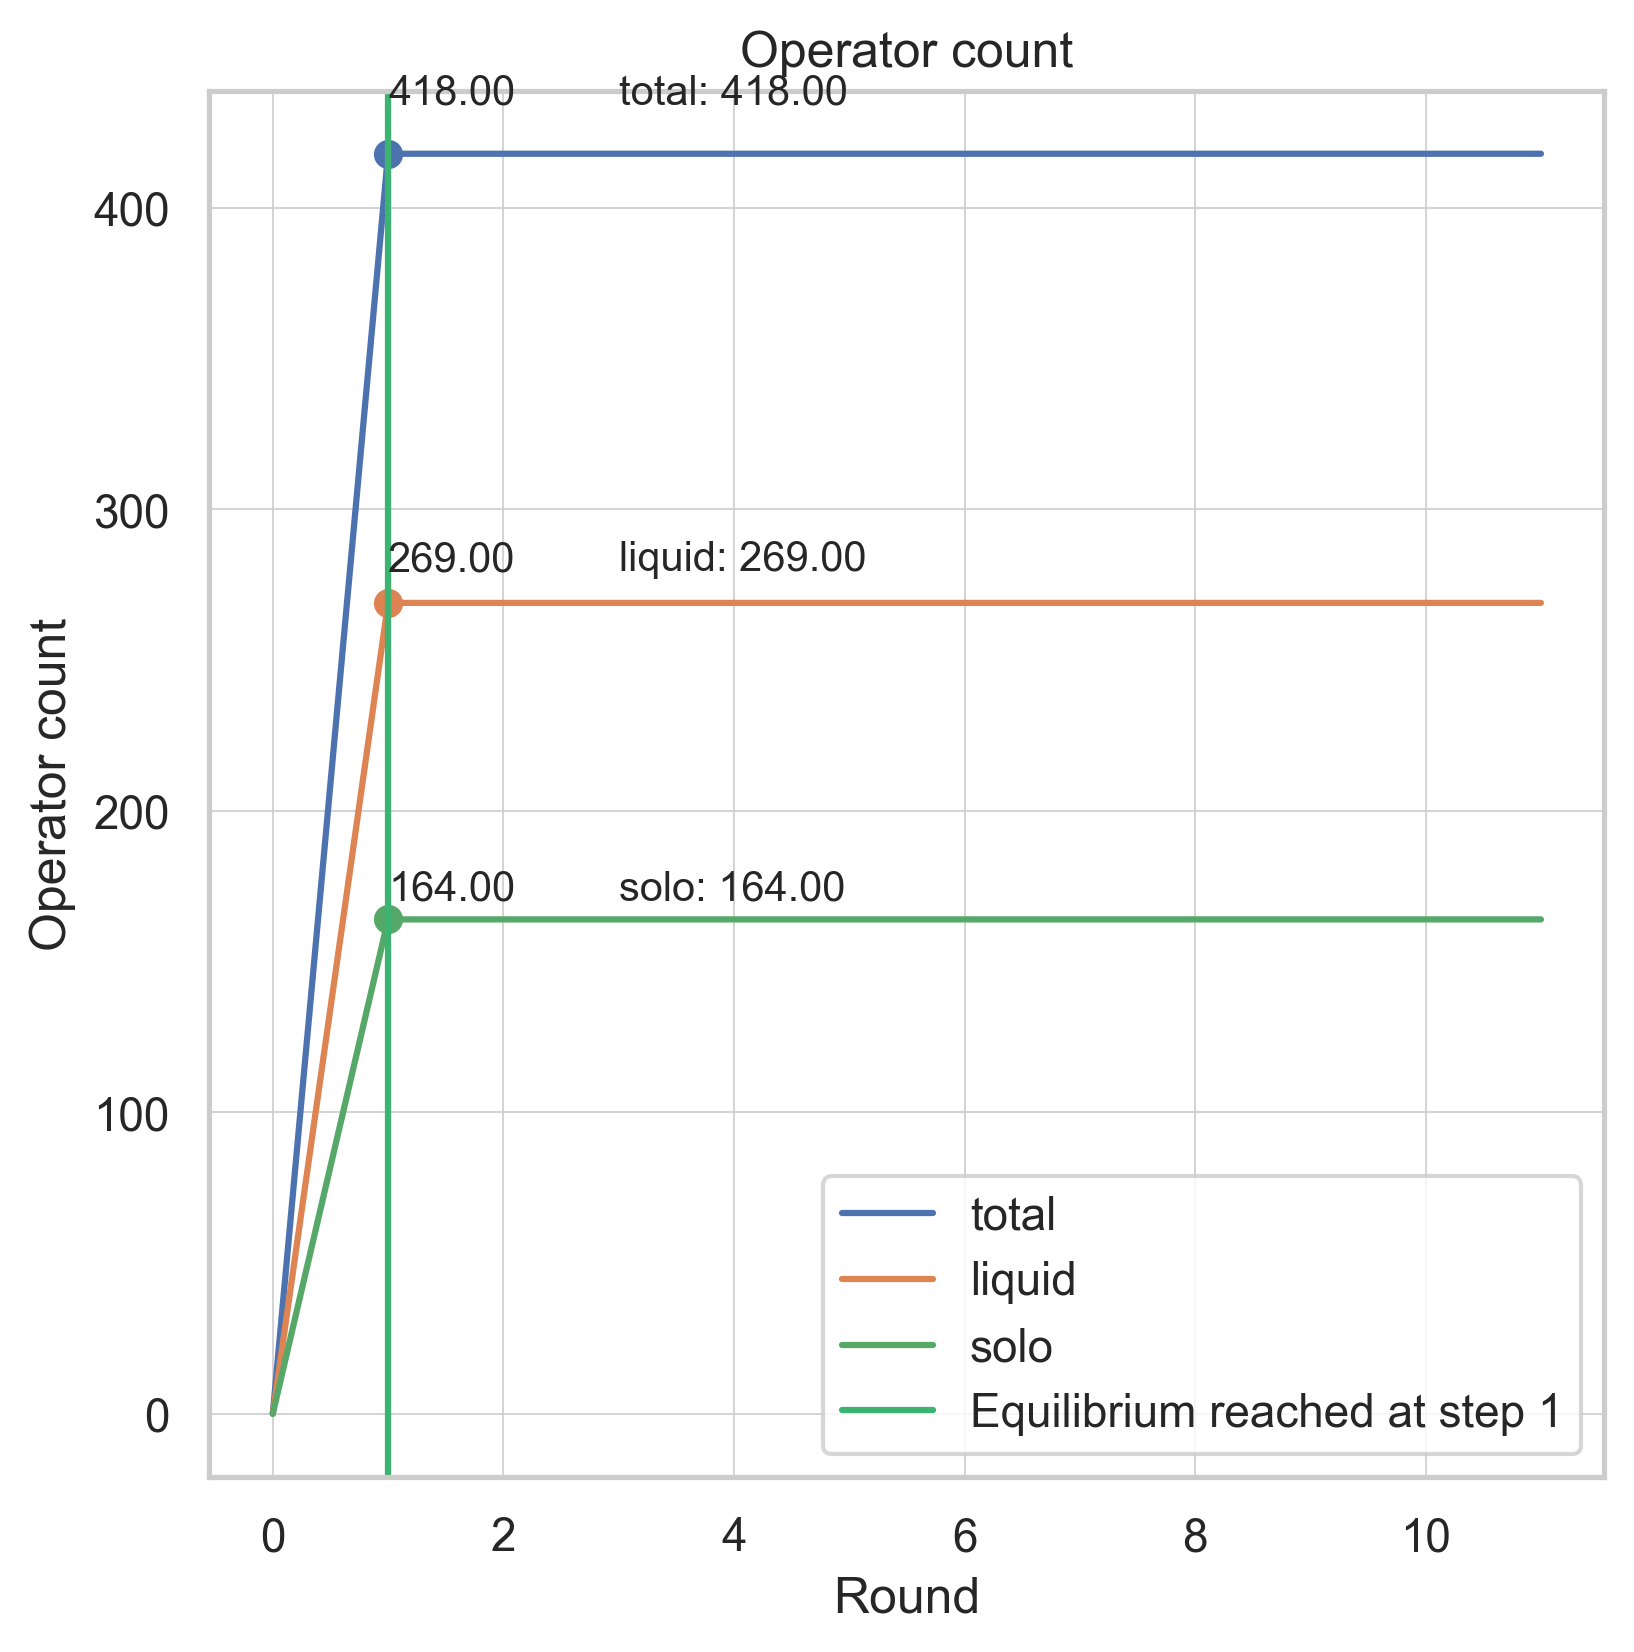 Operator count
418.00
total: 418.00
400
300
269.00
liquid: 269.00
200
164.00
solo: 164.00
100
0
Operator count
total
liquid
solo
Equilibrium reached at step 1
0
2
4
6
8
10
Round